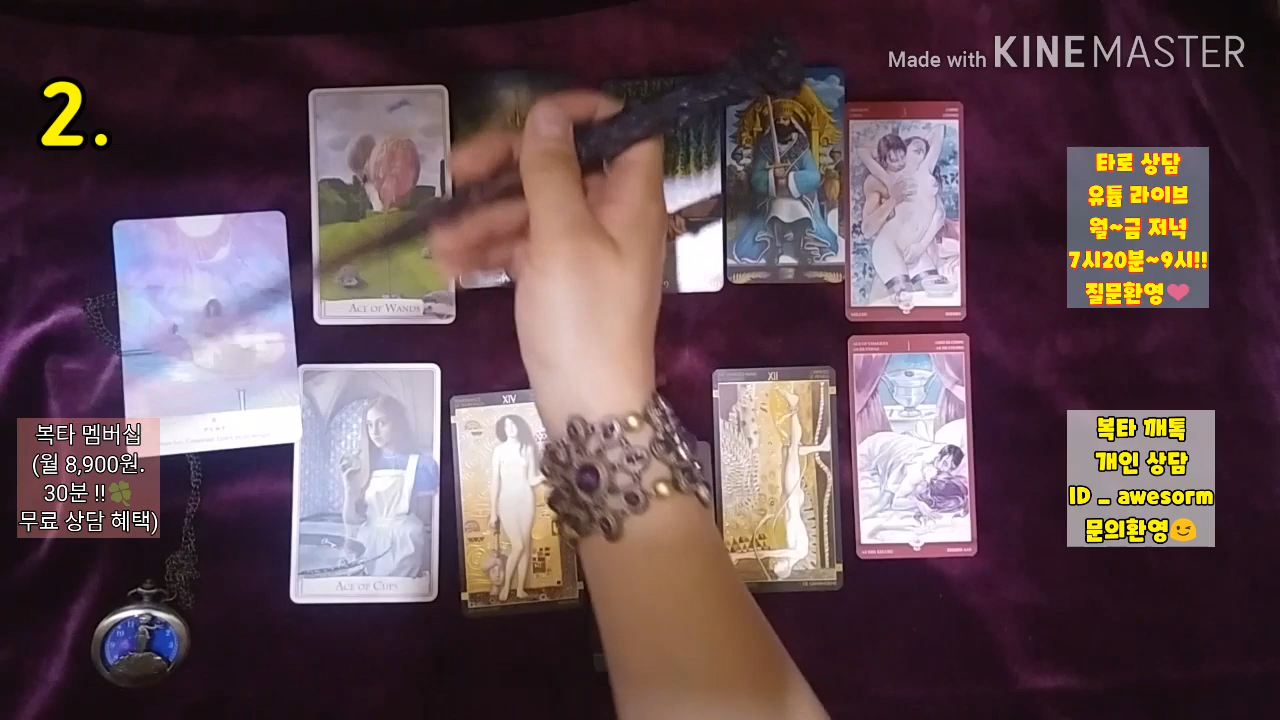 Made with KINEMASTER
2.
타로 상담
유튭 라이브
월~금 저녁
7시20분~9시!!
질문환영❤
ACE OF WANDS
복타 멤버십
(월 8,900원.
30분 !!🍀
무료 상담 혜택)
ACE OF CUPS
XIV
XII
복타 깨톡
개인 상담
ID _ awesorm
문의환영😉